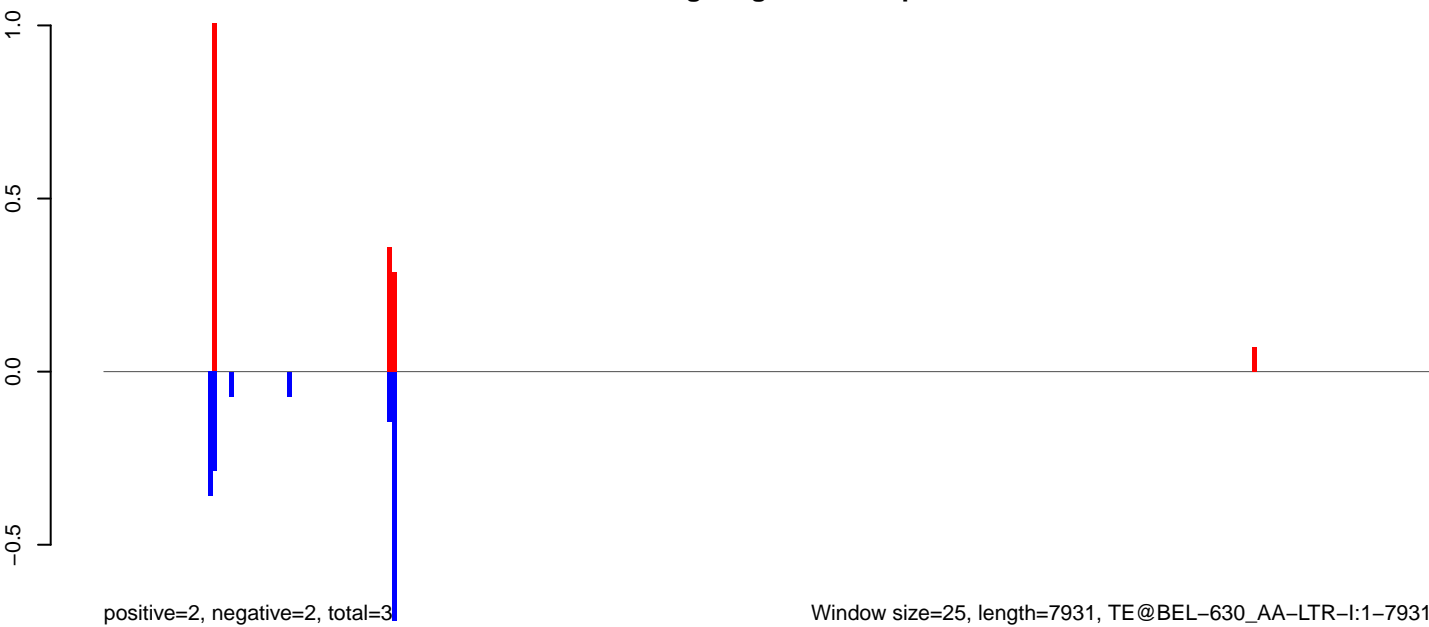 1.0
0.5
0.0
−0.5
positive=2, negative=2, total=3
Window size=25, length=7931, TE@BEL−630_AA−LTR−I:1−7931